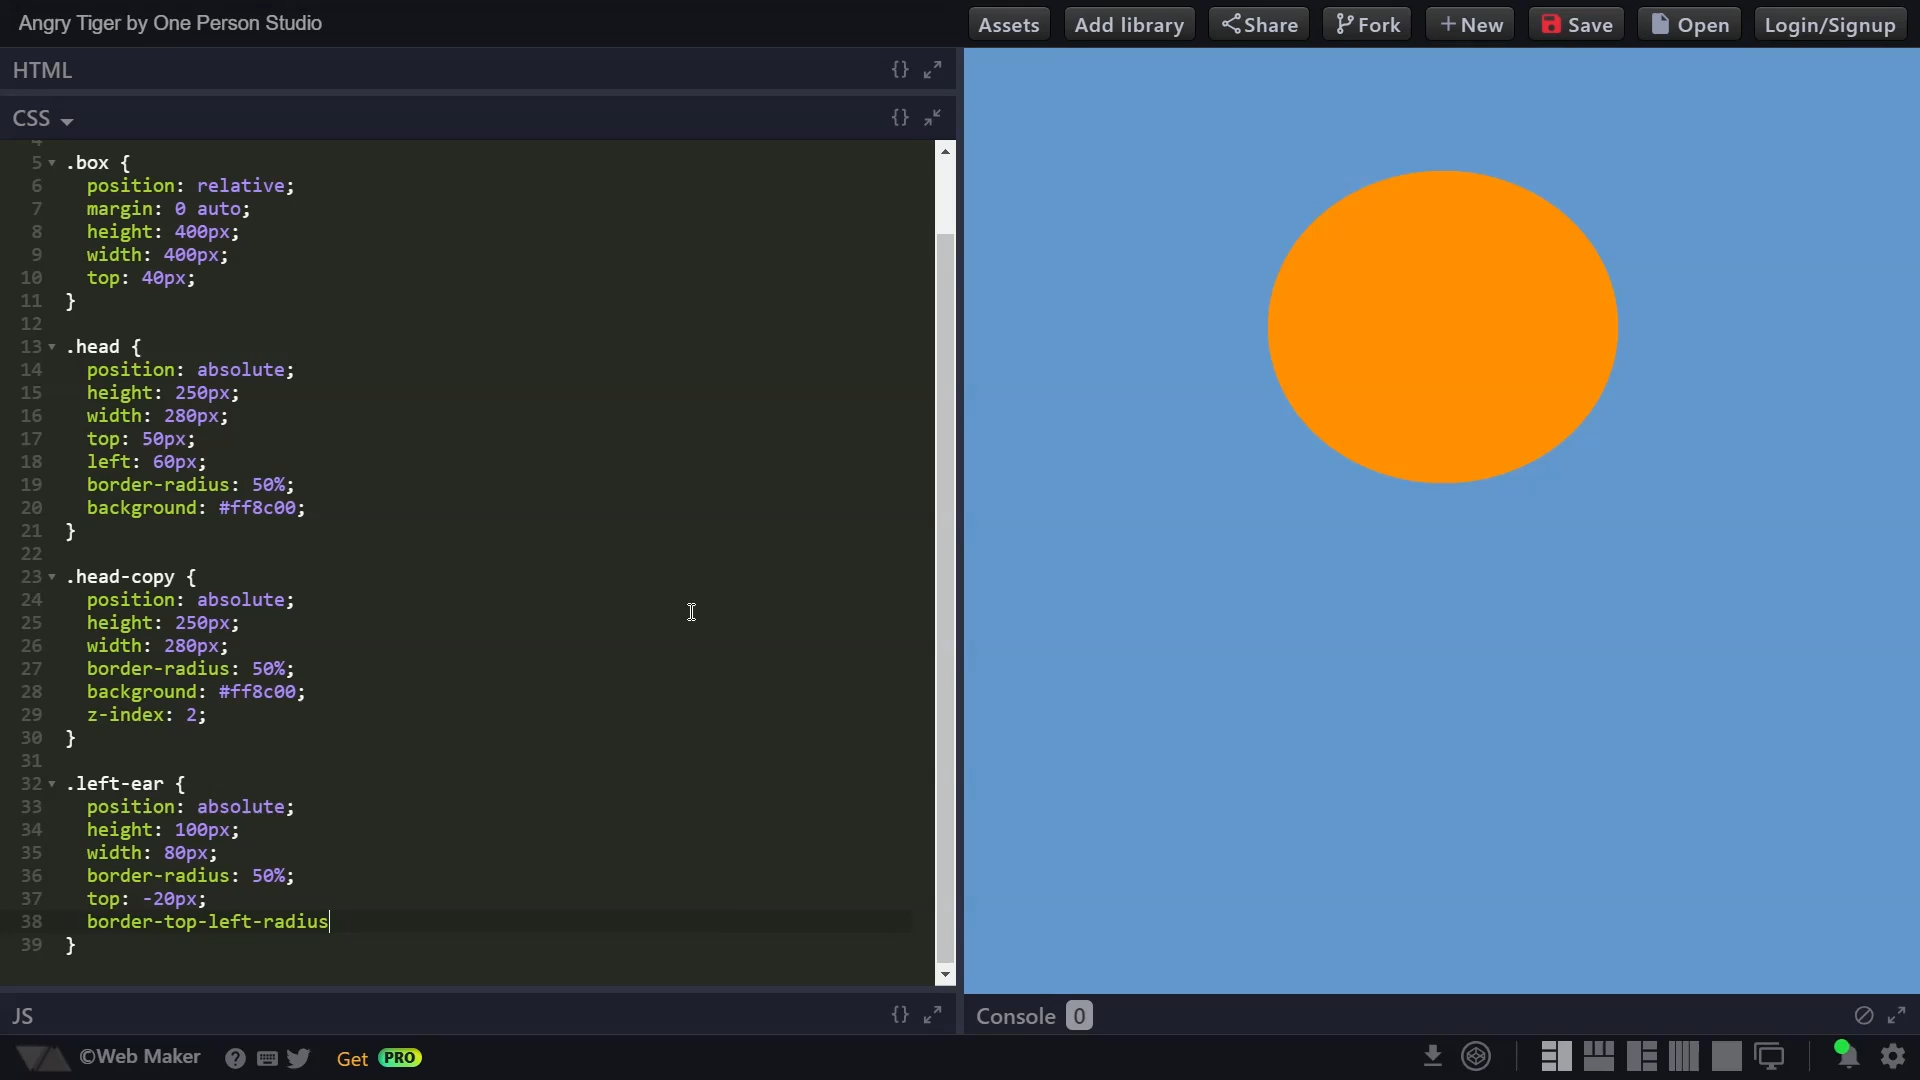 Angry Tiger by One Person Studio
Assets
Add library
Share
Fork
+ New
Save
Open
Login/Signup
HTML
{}
CSS
{}
4
5 .box {
6 position: relative;
7 margin: 0 auto;
8 height: 400px;
9 width: 400px;
10 top: 40px;
11 }
12
13 .head {
14 position: absolute;
15 height: 250px;
16 width: 280px;
17 top: 50px;
18 left: 60px;
19 border-radius: 50%;
20 background: #ff8c00;
21 }
22
23 .head-copy {
24 position: absolute;
25 height: 250px;
26 width: 280px;
27 border-radius: 50%;
28 background: #ff8c00;
29 z-index: 2;
30 }
31
32 .left-ear {
33 position: absolute;
34 height: 100px;
35 width: 80px;
36 border-radius: 50%;
37 top: -20px;
38 border-top-left-radius
39 }
JS
{}
Console 0
©Web Maker
?
Get PRO